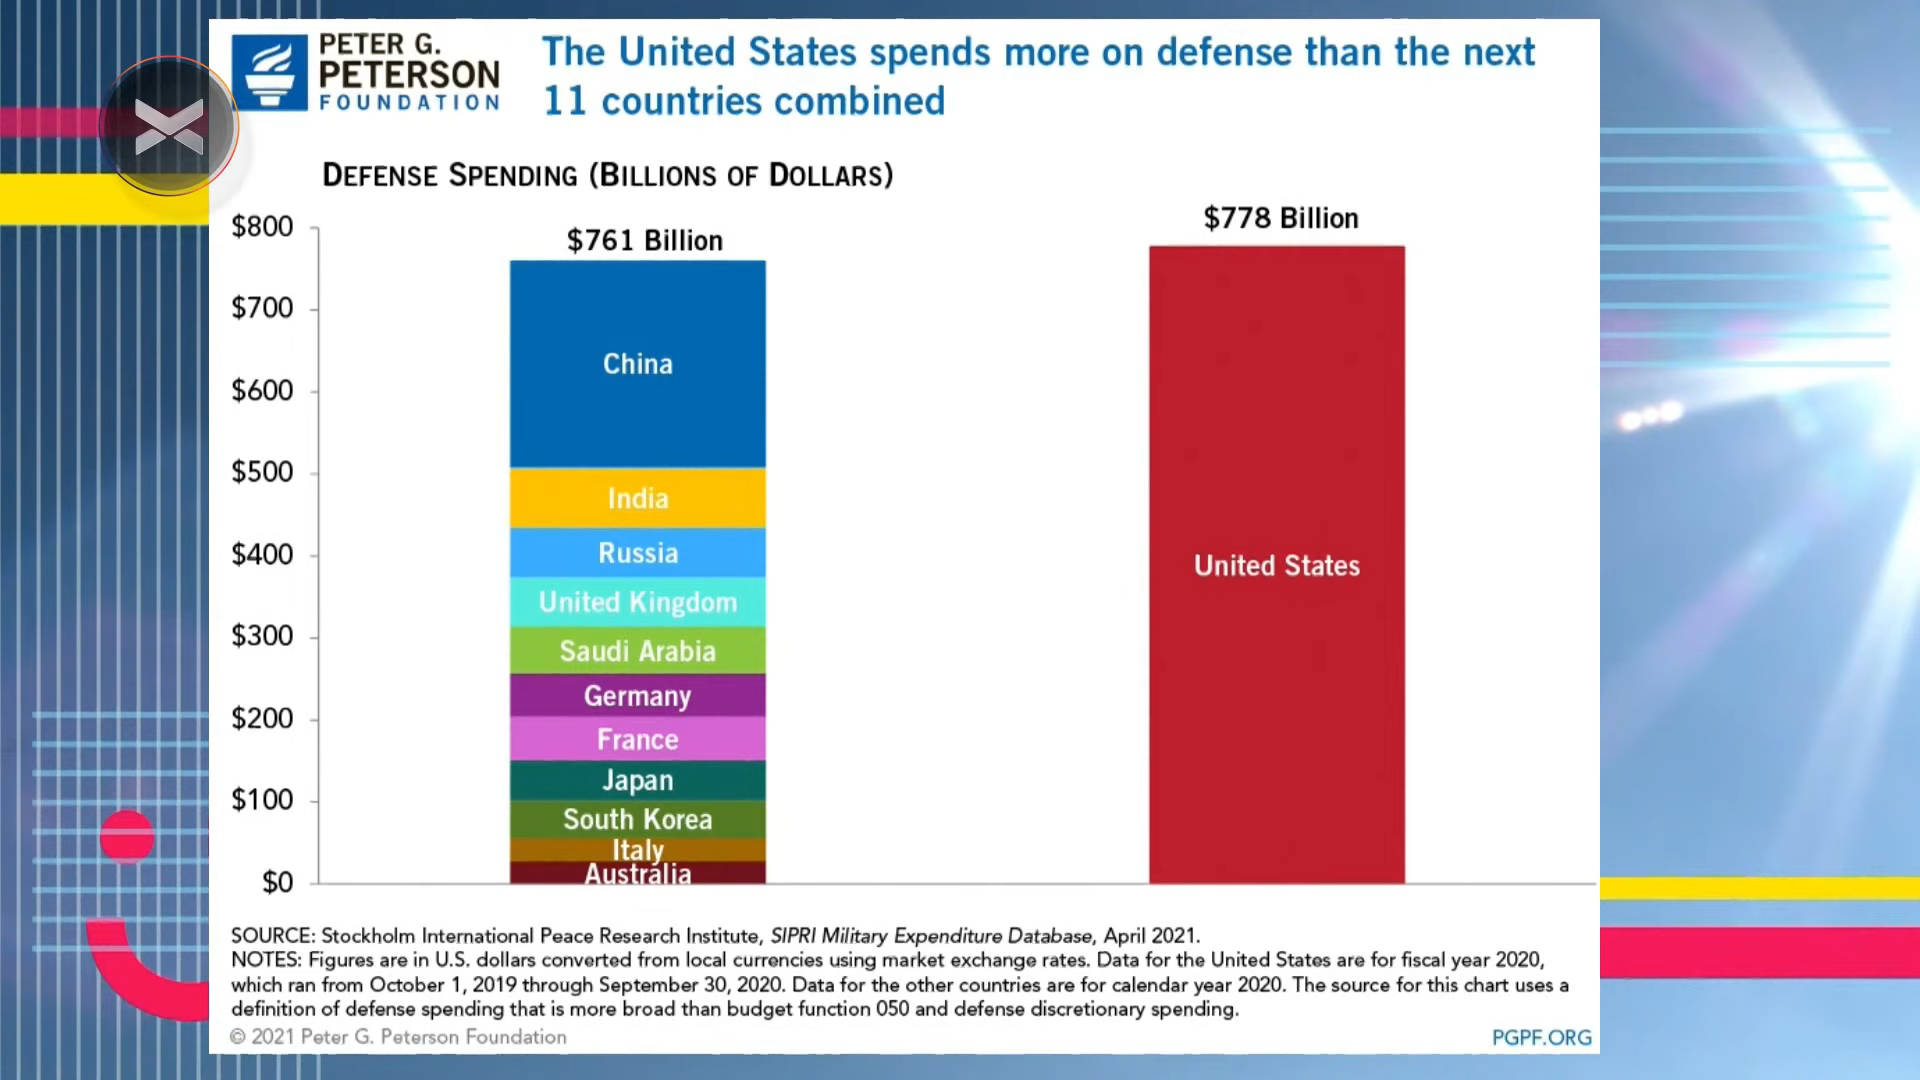 PETER G.
PETERSON
FOUNDATION
The United States spends more on defense than the next
11 countries combined
DEFENSE SPENDING (BILLIONS OF DOLLARS)
$800
$700
$600
$500
$400
$300
$200
$100
$0
$761 Billion
China
India
Russia
United Kingdom
Saudi Arabia
Germany
France
Japan
South Korea
Italy
Australia
$778 Billion
United States
SOURCE: Stockholm International Peace Research Institute, SIPRI Military Expenditure Database, April 2021.
NOTES: Figures are in U.S. dollars converted from local currencies using market exchange rates. Data for the United States are for fiscal year 2020,
which ran from October 1, 2019 through September 30, 2020. Data for the other countries are for calendar year 2020. The source for this chart uses a
definition of defense spending that is more broad than budget function 050 and defense discretionary spending.
© 2021 Peter G. Peterson Foundation
PGPF.ORG